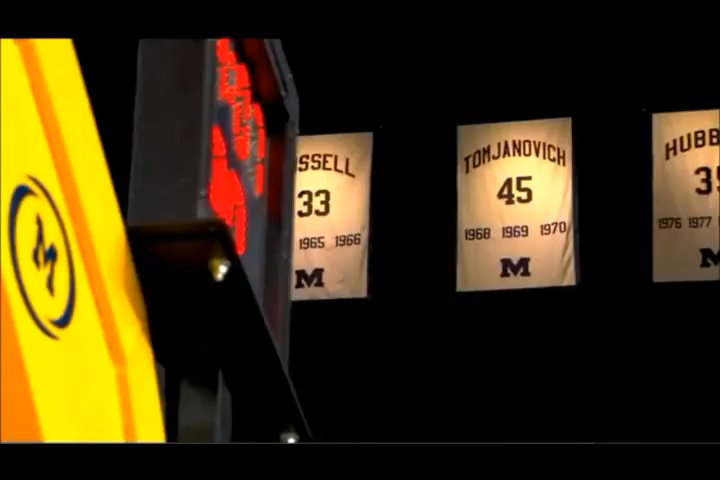 SSELL
33
1965 1966
M
TOMJANOVICH
45
1968 1969 1970
M
HUBB
1976 1977
M